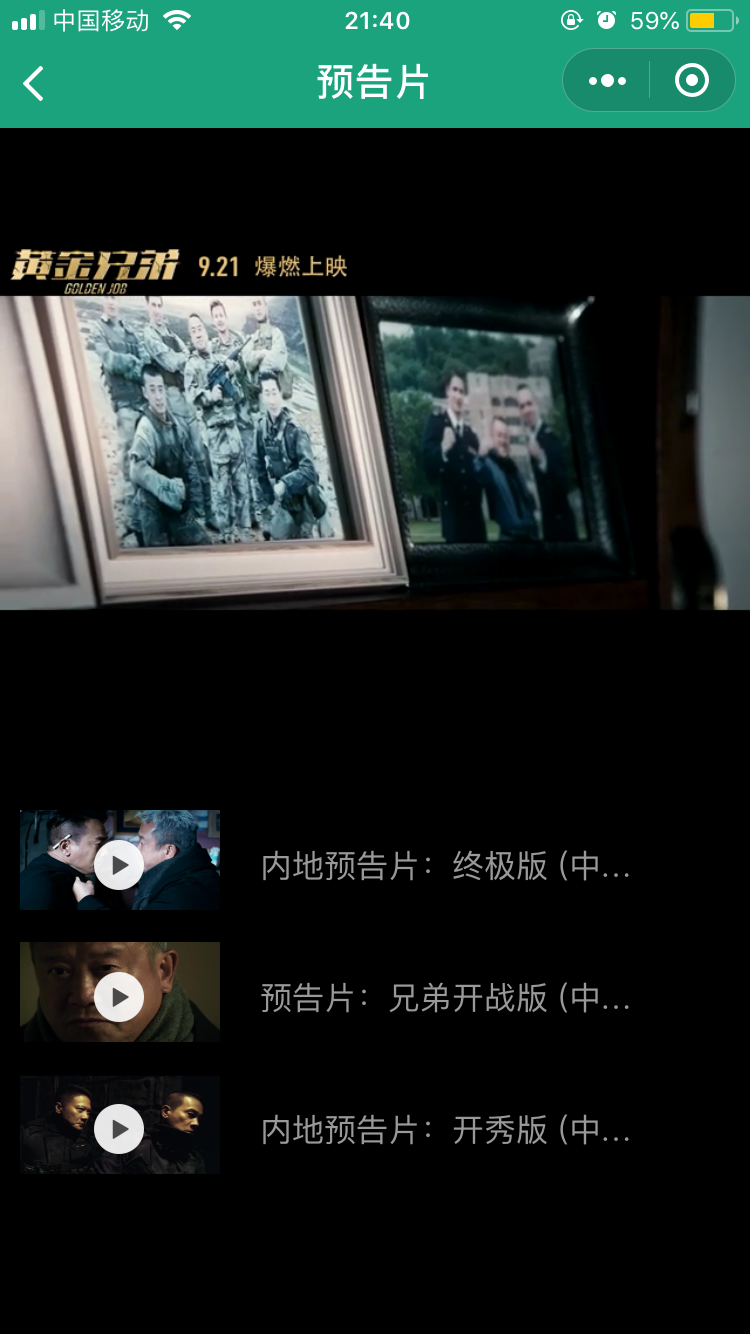 中国移动 21:40 59%
预告片
黄金兄弟 9.21 爆燃上映
GOLDEN JOB
内地预告片：终极版 (中...
预告片：兄弟开战版 (中...
内地预告片：开秀版 (中...